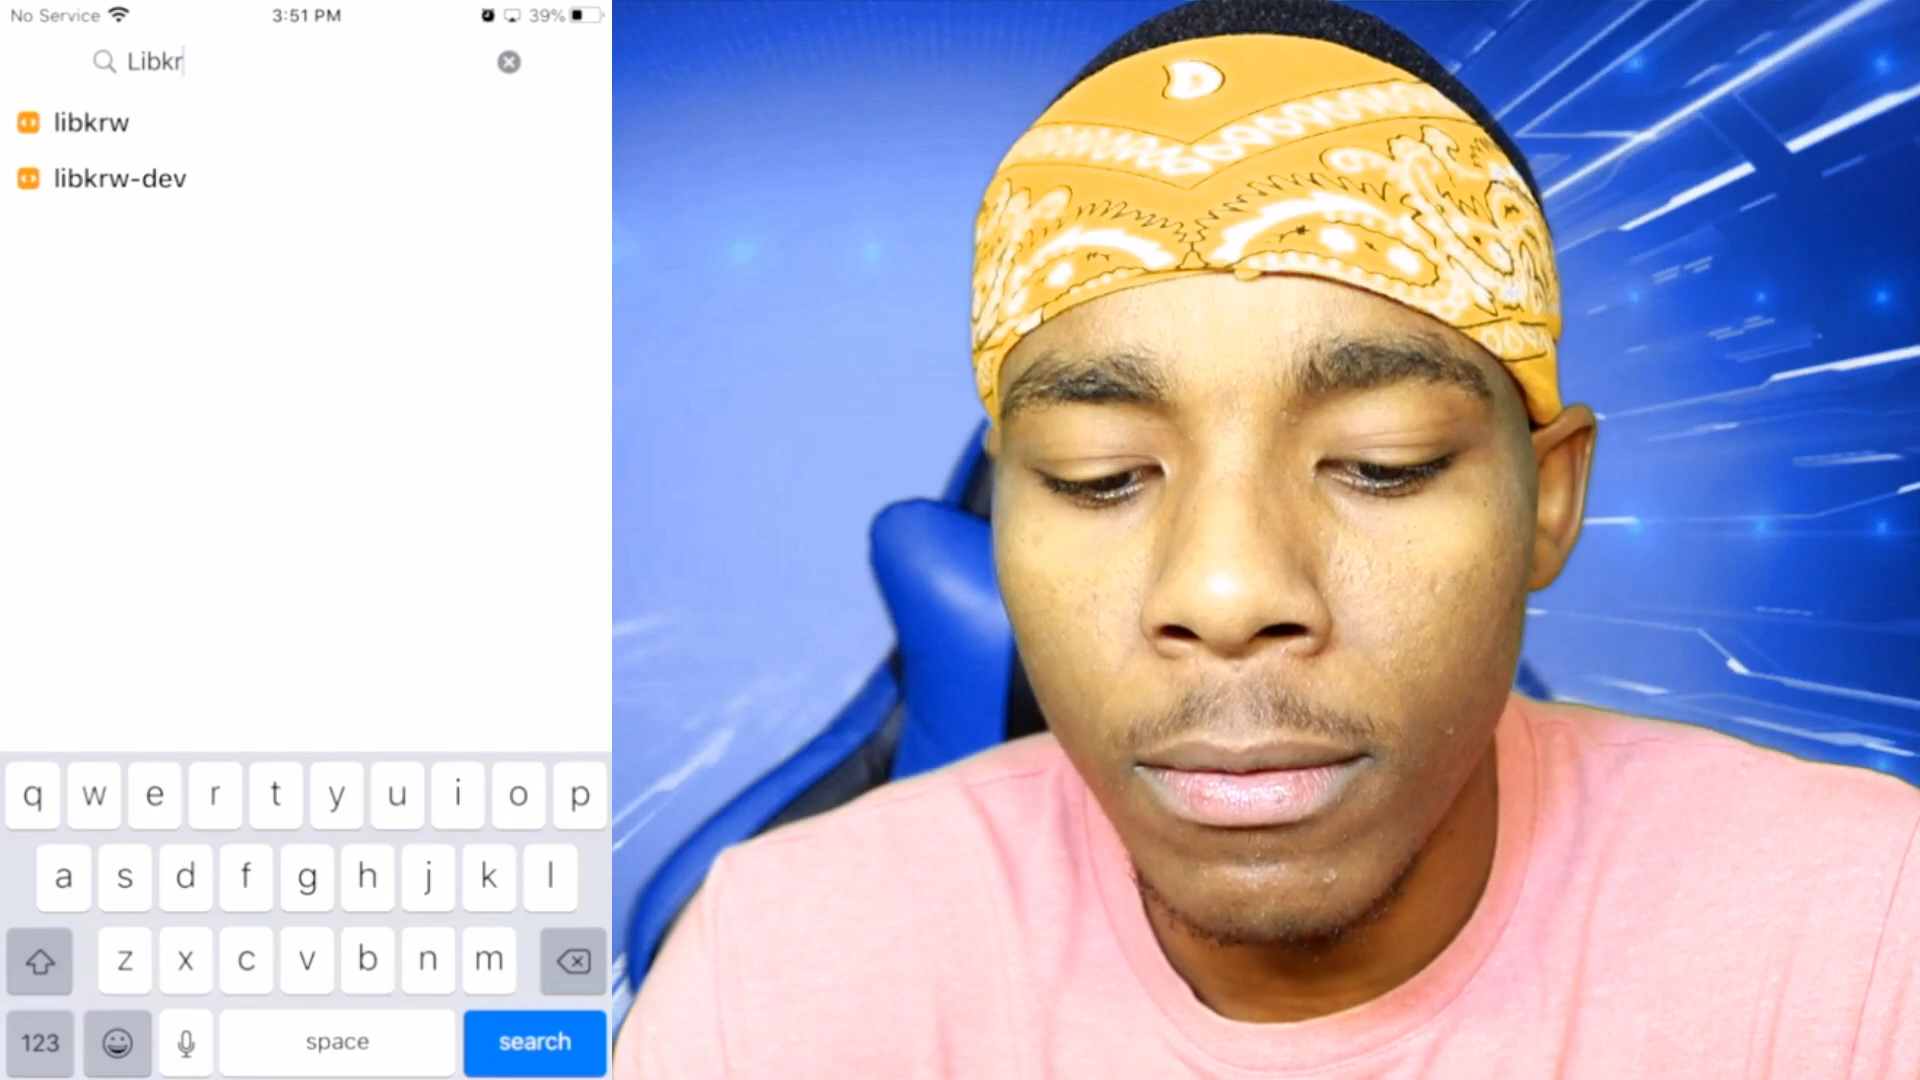 No Service 3:51 PM 39%
Libkr
libkrw
libkrw-dev
q w e r t y u i o p
a s d f g h j k l
z x c v b n m
123 space search